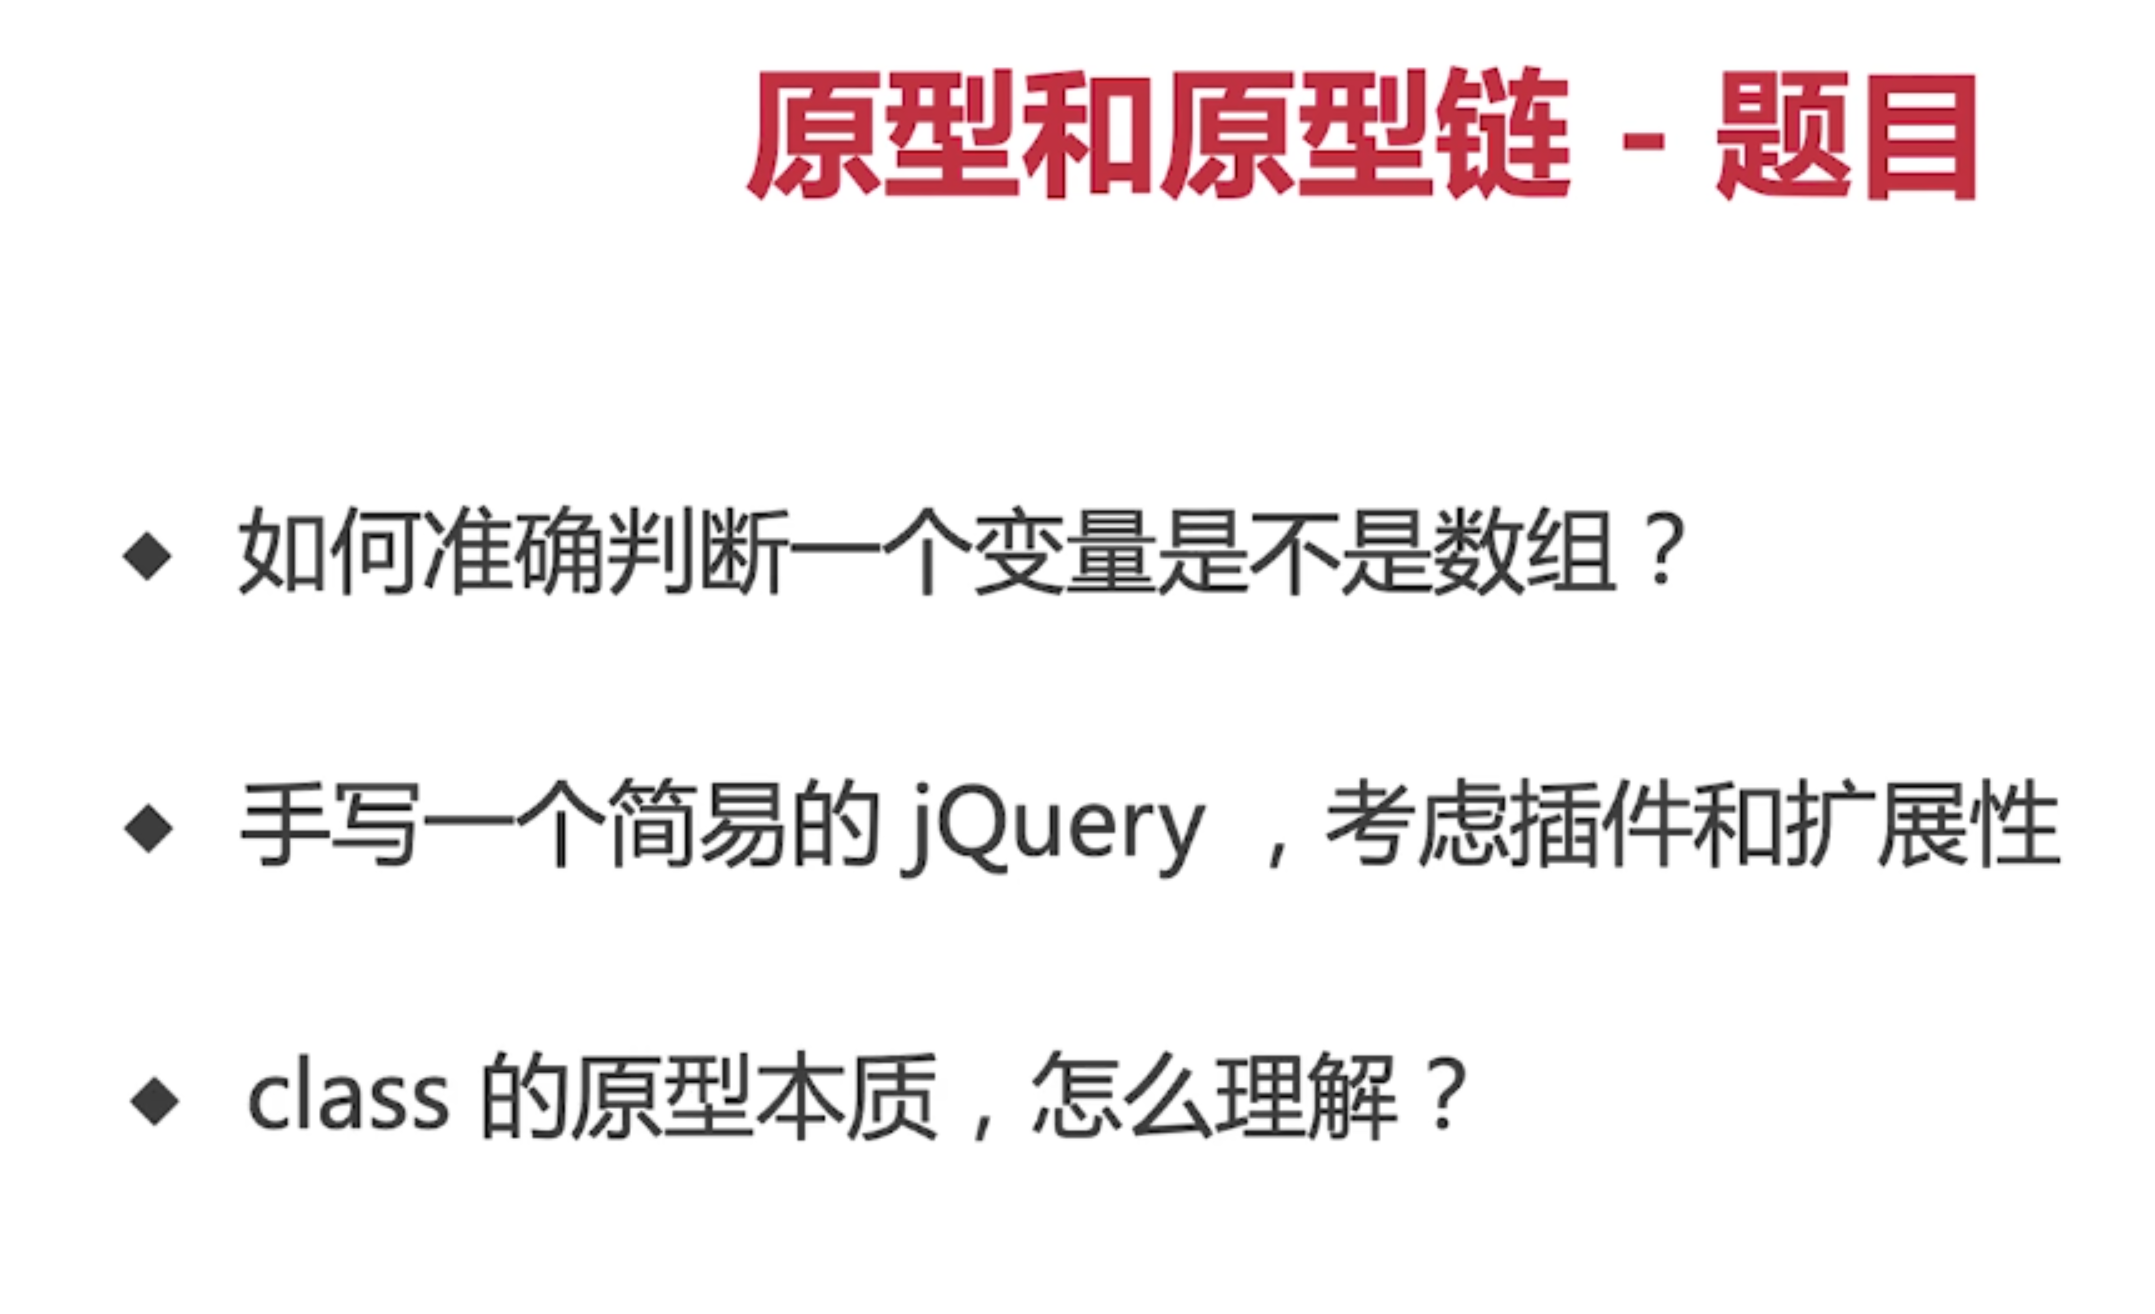 原型和原型链 - 题目
◆ 如何准确判断一个变量是不是数组？
◆ 手写一个简易的 jQuery ，考虑插件和扩展性
◆ class 的原型本质，怎么理解？